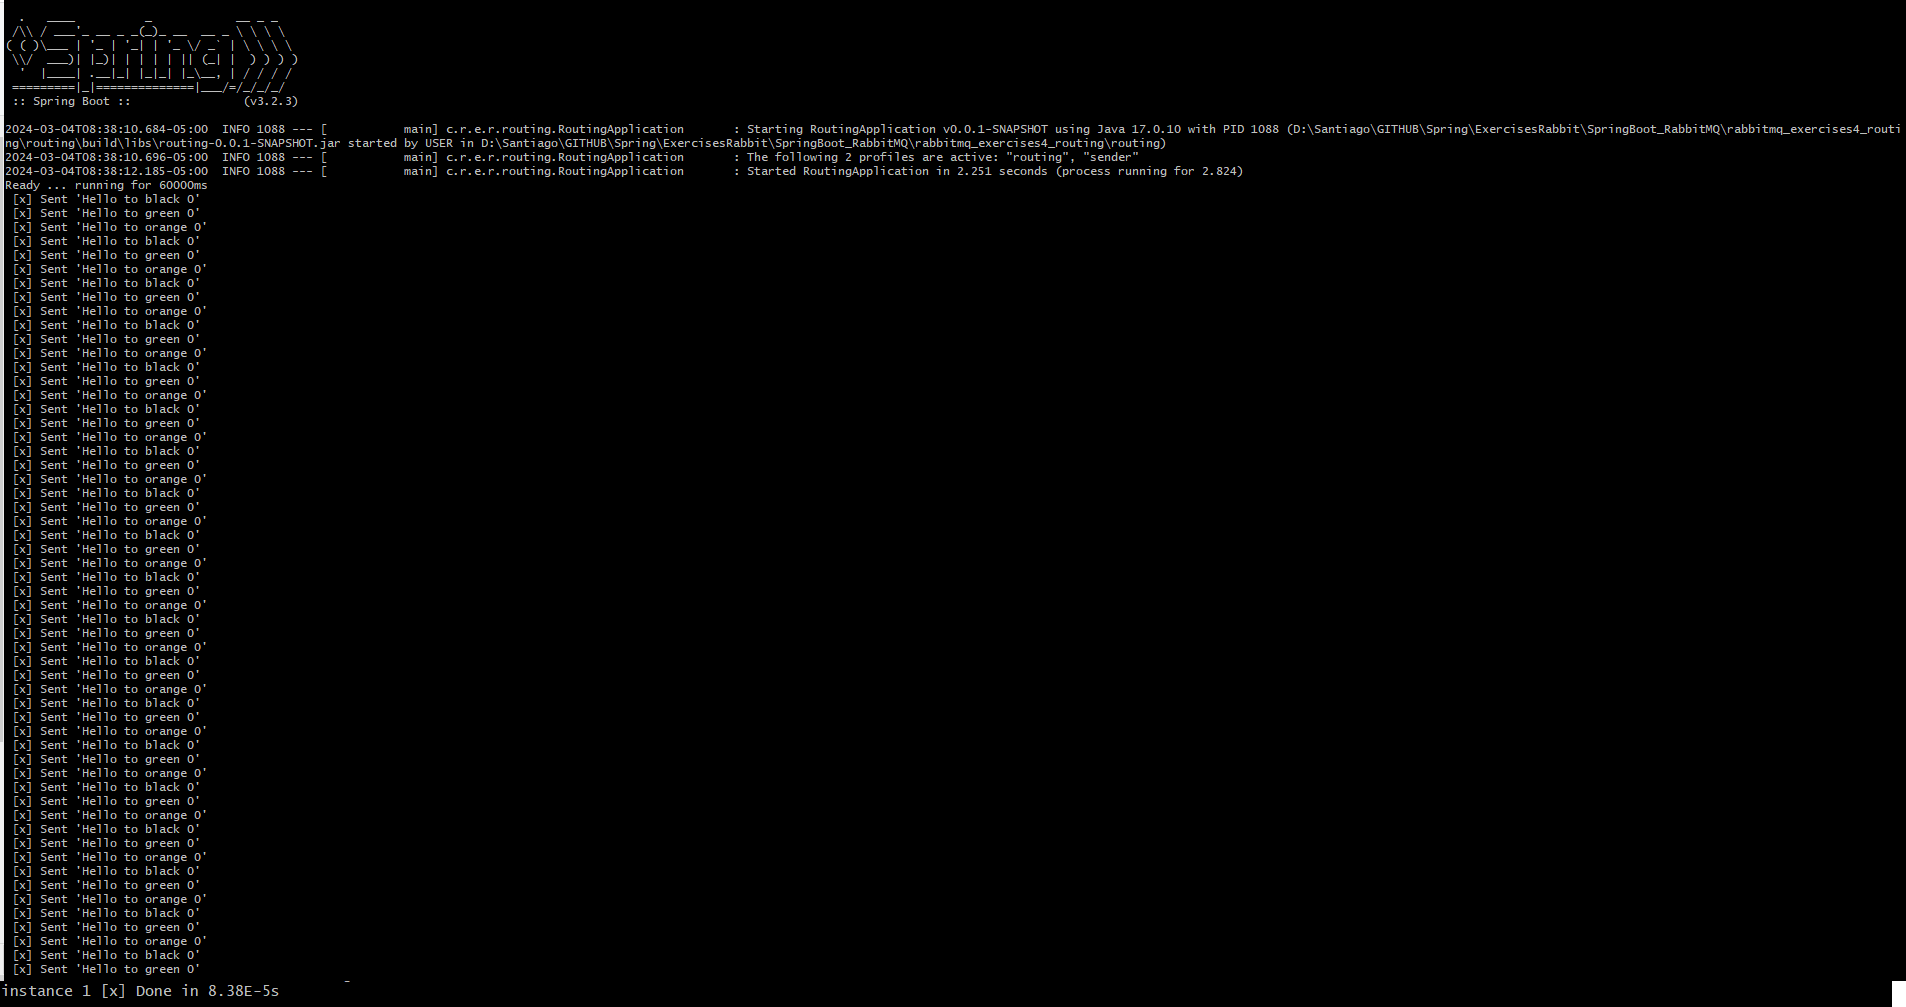 .   ____          _            __ _ _
 /\\ / ___'_ __ _ _(_)_ __  __ _ \ \ \ \
( ( )\___ | '_ | '_| | '_ \/ _` | \ \ \ \
 \\/  ___)| |_)| | | | | || (_| |  ) ) ) )
  '  |____| .__|_| |_|_| |_\__, | / / / /
 =========|_|==============|___/=/_/_/_/
 :: Spring Boot ::                (v3.2.3)
2024-03-04T08:38:10.684-05:00  INFO 1088 --- [           main] c.r.e.r.routing.RoutingApplication       : Starting RoutingApplication v0.0.1-SNAPSHOT using Java 17.0.10 with PID 1088 (D:\Santiago\GITHUB\Spring\ExercisesRabbit\SpringBoot_RabbitMQ\rabbitmq_exercises4_routi
ng\routing\build\libs\routing-0.0.1-SNAPSHOT.jar started by USER in D:\Santiago\GITHUB\Spring\ExercisesRabbit\SpringBoot_RabbitMQ\rabbitmq_exercises4_routing\routing)
2024-03-04T08:38:10.696-05:00  INFO 1088 --- [           main] c.r.e.r.routing.RoutingApplication       : The following 2 profiles are active: "routing", "sender"
2024-03-04T08:38:12.185-05:00  INFO 1088 --- [           main] c.r.e.r.routing.RoutingApplication       : Started RoutingApplication in 2.251 seconds (process running for 2.824)
Ready ... running for 60000ms
 [x] Sent 'Hello to black 0'
 [x] Sent 'Hello to green 0'
 [x] Sent 'Hello to orange 0'
 [x] Sent 'Hello to black 0'
 [x] Sent 'Hello to green 0'
 [x] Sent 'Hello to orange 0'
 [x] Sent 'Hello to black 0'
 [x] Sent 'Hello to green 0'
 [x] Sent 'Hello to orange 0'
 [x] Sent 'Hello to black 0'
 [x] Sent 'Hello to green 0'
 [x] Sent 'Hello to orange 0'
 [x] Sent 'Hello to black 0'
 [x] Sent 'Hello to green 0'
 [x] Sent 'Hello to orange 0'
 [x] Sent 'Hello to black 0'
 [x] Sent 'Hello to green 0'
 [x] Sent 'Hello to orange 0'
 [x] Sent 'Hello to black 0'
 [x] Sent 'Hello to green 0'
 [x] Sent 'Hello to orange 0'
 [x] Sent 'Hello to black 0'
 [x] Sent 'Hello to green 0'
 [x] Sent 'Hello to orange 0'
 [x] Sent 'Hello to black 0'
 [x] Sent 'Hello to green 0'
 [x] Sent 'Hello to orange 0'
 [x] Sent 'Hello to black 0'
 [x] Sent 'Hello to green 0'
 [x] Sent 'Hello to orange 0'
 [x] Sent 'Hello to black 0'
 [x] Sent 'Hello to green 0'
 [x] Sent 'Hello to orange 0'
 [x] Sent 'Hello to black 0'
 [x] Sent 'Hello to green 0'
 [x] Sent 'Hello to orange 0'
 [x] Sent 'Hello to black 0'
 [x] Sent 'Hello to green 0'
 [x] Sent 'Hello to orange 0'
 [x] Sent 'Hello to black 0'
 [x] Sent 'Hello to green 0'
 [x] Sent 'Hello to orange 0'
 [x] Sent 'Hello to black 0'
 [x] Sent 'Hello to green 0'
 [x] Sent 'Hello to orange 0'
 [x] Sent 'Hello to black 0'
 [x] Sent 'Hello to green 0'
 [x] Sent 'Hello to orange 0'
 [x] Sent 'Hello to black 0'
 [x] Sent 'Hello to green 0'
 [x] Sent 'Hello to orange 0'
 [x] Sent 'Hello to black 0'
 [x] Sent 'Hello to green 0'
 [x] Sent 'Hello to orange 0'
 [x] Sent 'Hello to black 0'
 [x] Sent 'Hello to green 0'
instance 1 [x] Done in 8.38E-5s